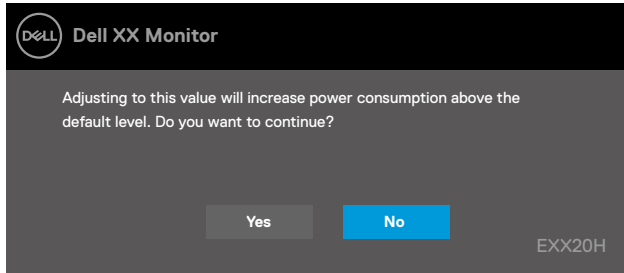 DELL
Dell XX Monitor
Adjusting to this value will increase power consumption above the
default level. Do you want to continue?
Yes
No
EXX20H